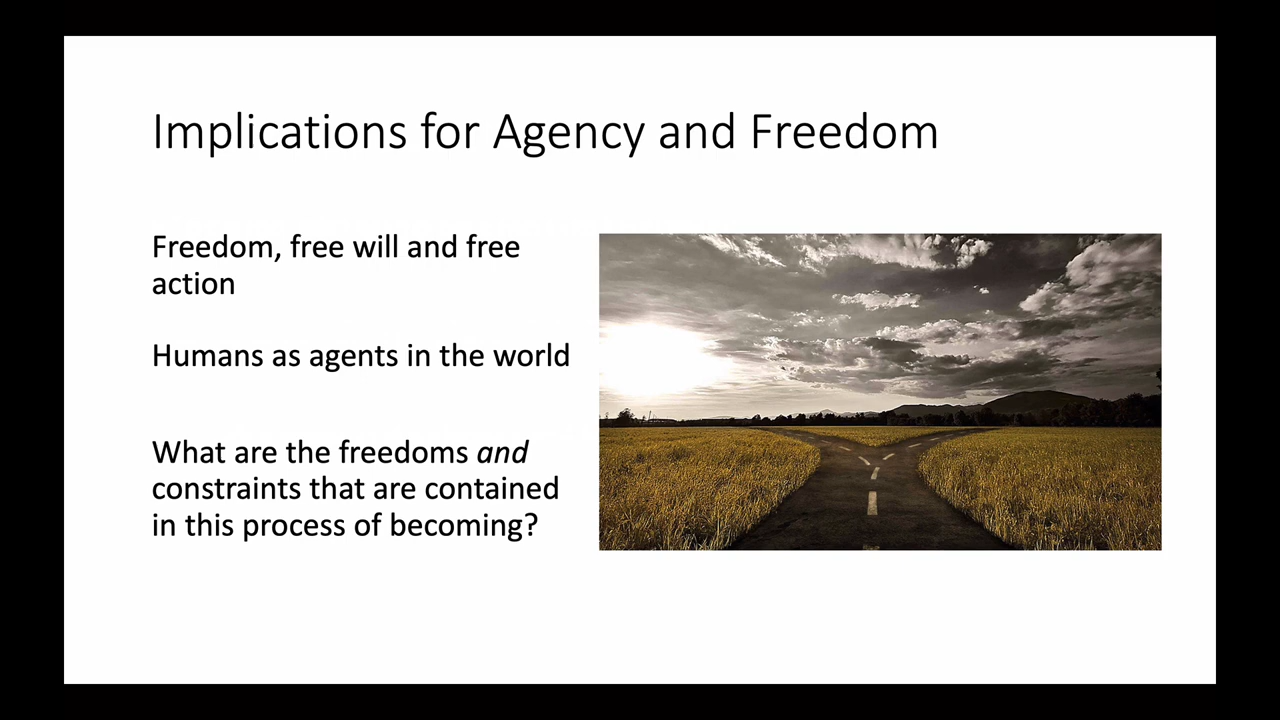 Implications for Agency and Freedom
Freedom, free will and free
action
Humans as agents in the world
What are the freedoms and
constraints that are contained
in this process of becoming?